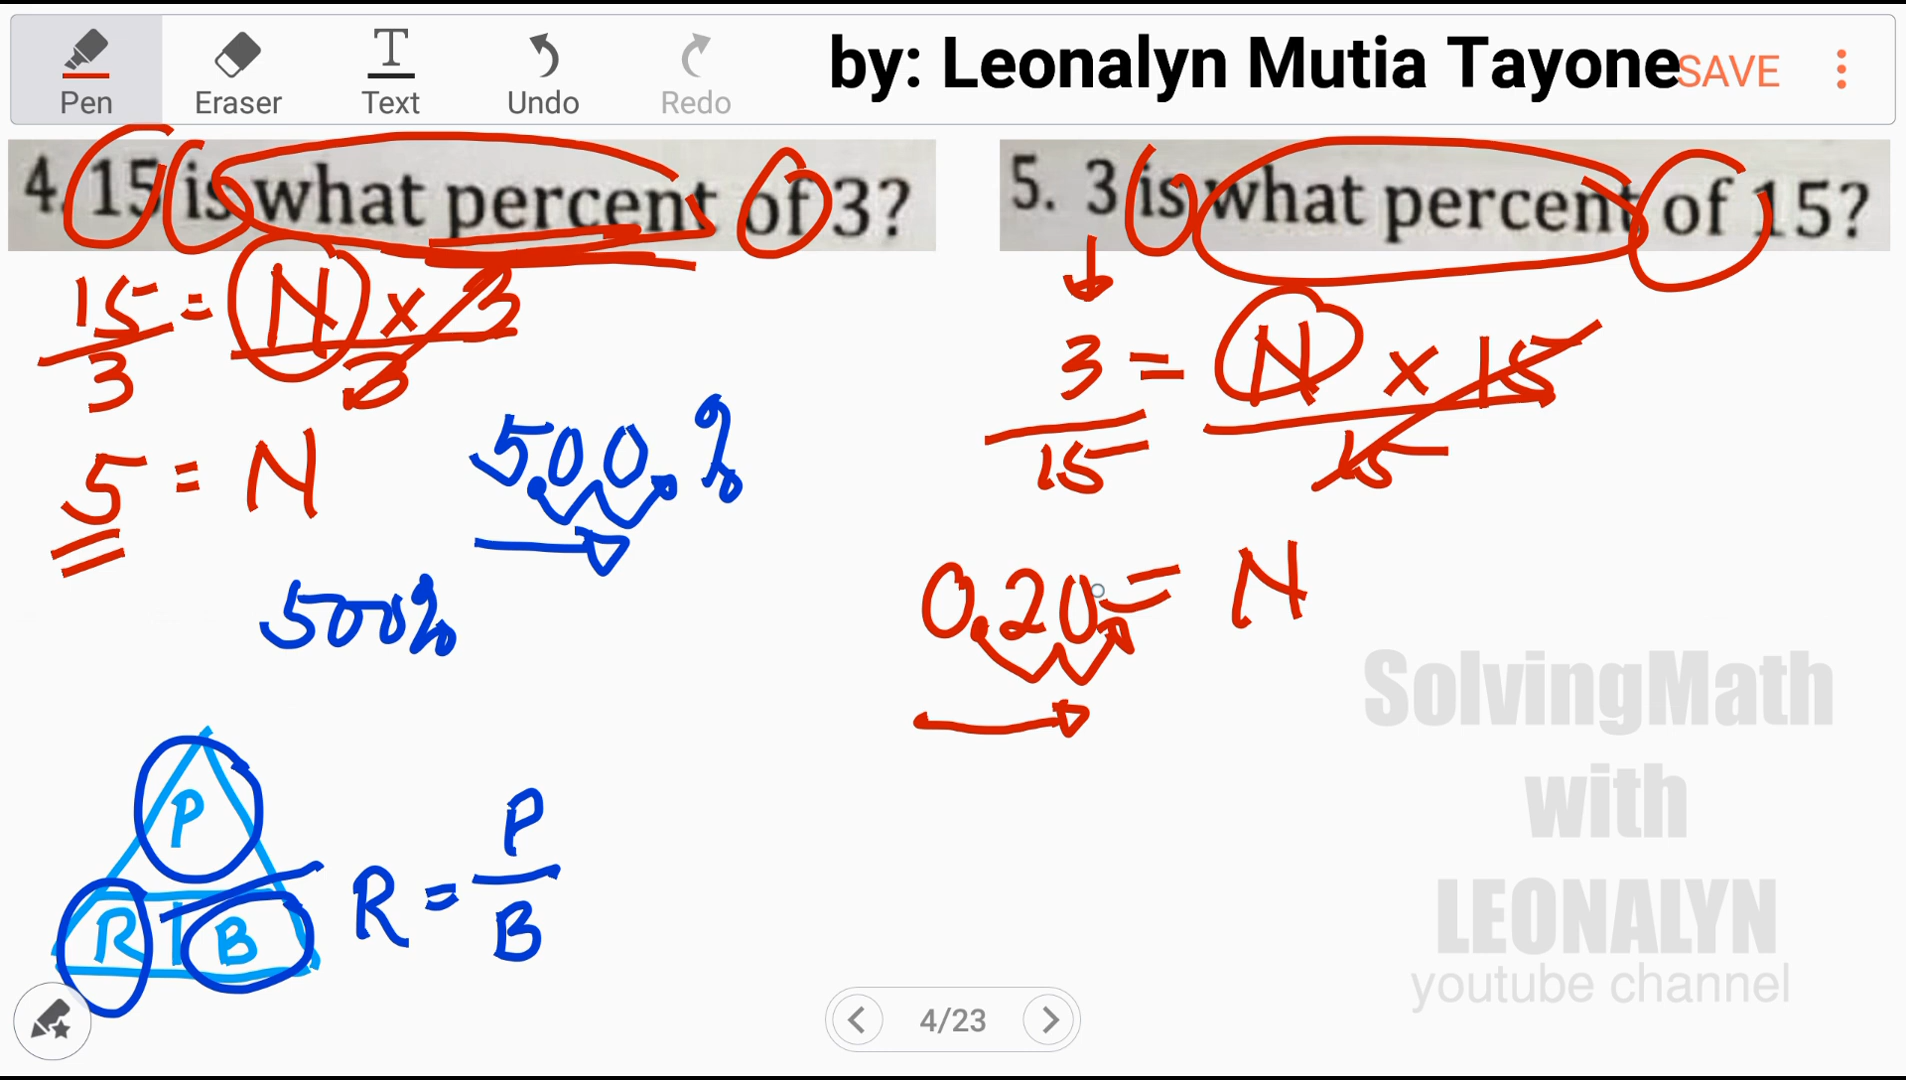 Pen Eraser Text Undo Redo by: Leonalyn Mutia Tayone SAVE
4. 15 is what percent of 3?
15/3 = N x 3/3
5 = N
5.00.%
500%
P
R B
R = P/B
5. 3 is what percent of 15?
3/15 = N x 15/15
0.20 = N
SolvingMath
with
LEONALYN
youtube channel
4/23